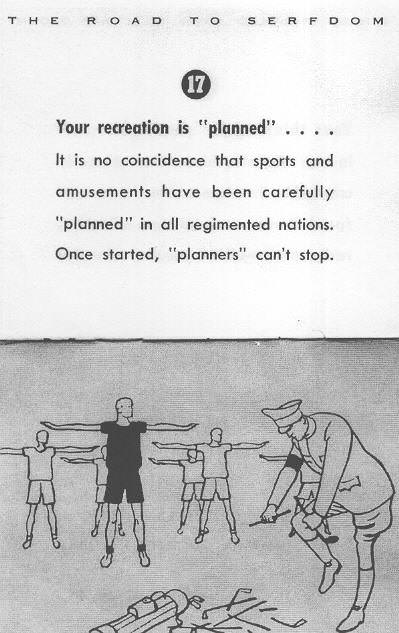 THE ROAD TO SERFDOM
17
Your recreation is "planned" . . . .
It is no coincidence that sports and
amusements have been carefully
"planned" in all regimented nations.
Once started, "planners" can't stop.